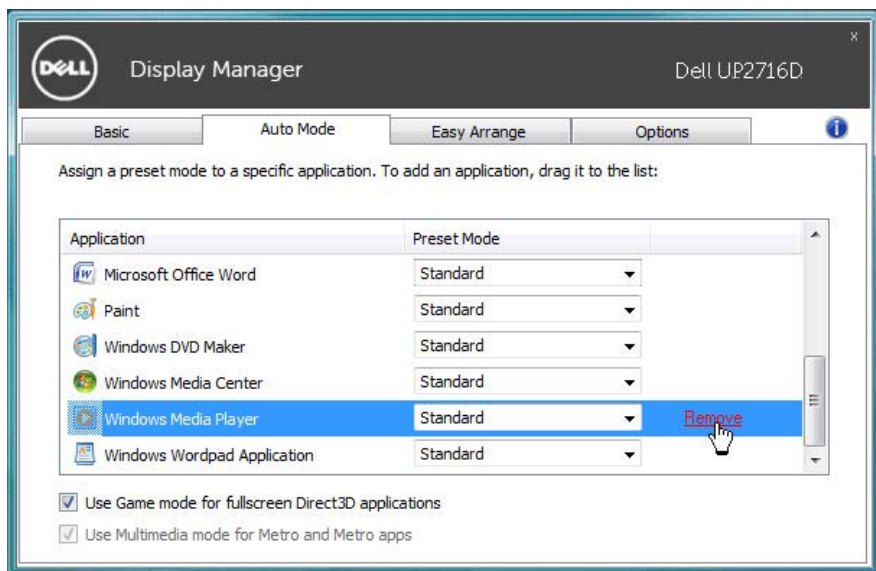 x
DELL Display Manager Dell UP2716D
Basic Auto Mode Easy Arrange Options i
Assign a preset mode to a specific application. To add an application, drag it to the list:
Application Preset Mode
W Microsoft Office Word Standard
Paint Standard
Windows DVD Maker Standard
Windows Media Center Standard
Windows Media Player Standard Remove
Windows Wordpad Application Standard
Use Game mode for fullscreen Direct3D applications
Use Multimedia mode for Metro and Metro apps